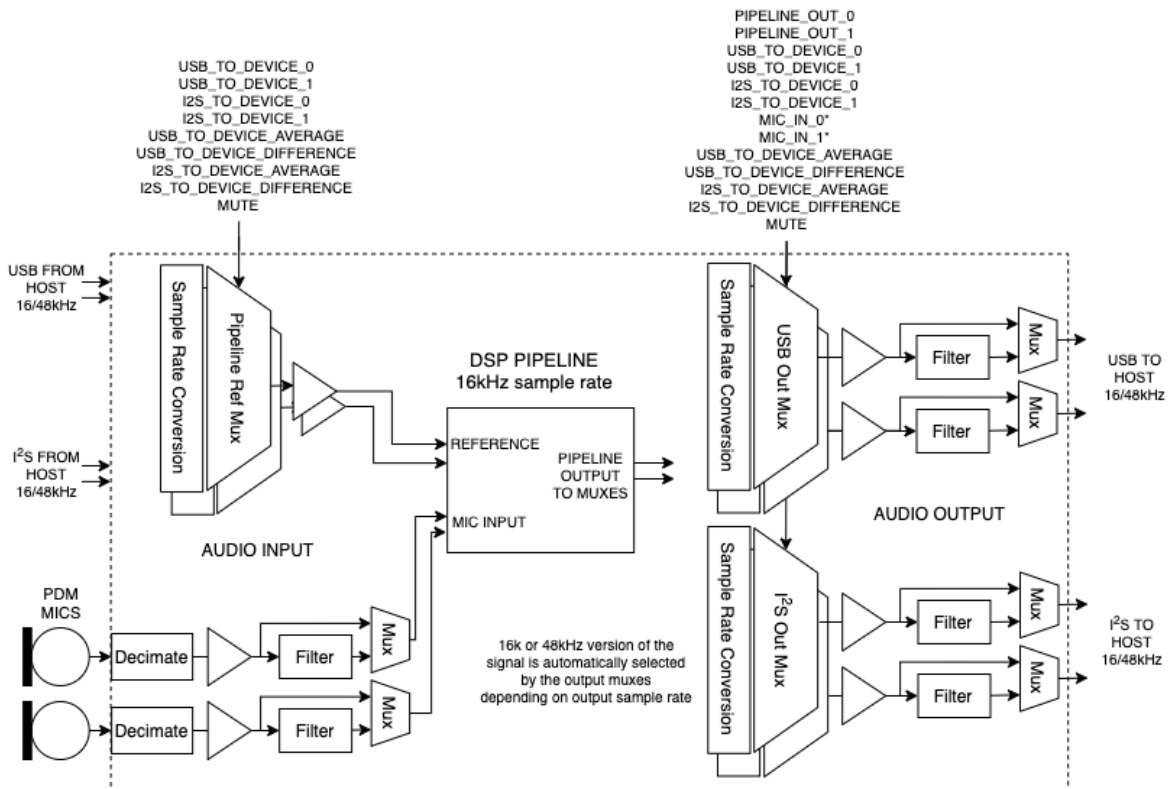 USB_TO_DEVICE_0
USB_TO_DEVICE_1
I2S_TO_DEVICE_0
I2S_TO_DEVICE_1
USB_TO_DEVICE_AVERAGE
USB_TO_DEVICE_DIFFERENCE
I2S_TO_DEVICE_AVERAGE
I2S_TO_DEVICE_DIFFERENCE
MUTE
PIPELINE_OUT_0
PIPELINE_OUT_1
USB_TO_DEVICE_0
USB_TO_DEVICE_1
I2S_TO_DEVICE_0
I2S_TO_DEVICE_1
MIC_IN_0*
MIC_IN_1*
USB_TO_DEVICE_AVERAGE
USB_TO_DEVICE_DIFFERENCE
I2S_TO_DEVICE_AVERAGE
I2S_TO_DEVICE_DIFFERENCE
MUTE
USB FROM
HOST
16/48kHz
I²S FROM
HOST
16/48kHz
Sample Rate Conversion
Pipeline Ref Mux
AUDIO INPUT
DSP PIPELINE
16kHz sample rate
REFERENCE
MIC INPUT
PIPELINE
OUTPUT
TO MUXES
PDM
MICS
Decimate
Filter
Mux
Decimate
Filter
Mux
16k or 48kHz version of the
signal is automatically selected
by the output muxes
depending on output sample rate
Sample Rate Conversion
USB Out Mux
Filter
Mux
Filter
Mux
USB TO
HOST
16/48kHz
AUDIO OUTPUT
Sample Rate Conversion
I²S Out Mux
Filter
Mux
Filter
Mux
I²S TO
HOST
16/48kHz